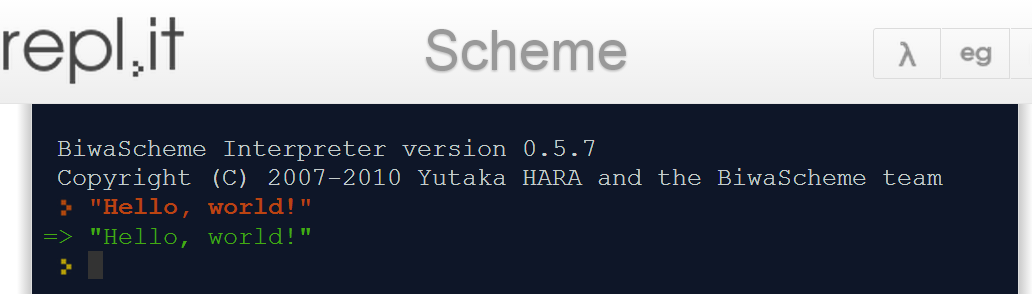 repl.it
Scheme
λ
eg
BiwaScheme Interpreter version 0.5.7
Copyright (C) 2007-2010 Yutaka HARA and the BiwaScheme team
"Hello, world!"
=> "Hello, world!"